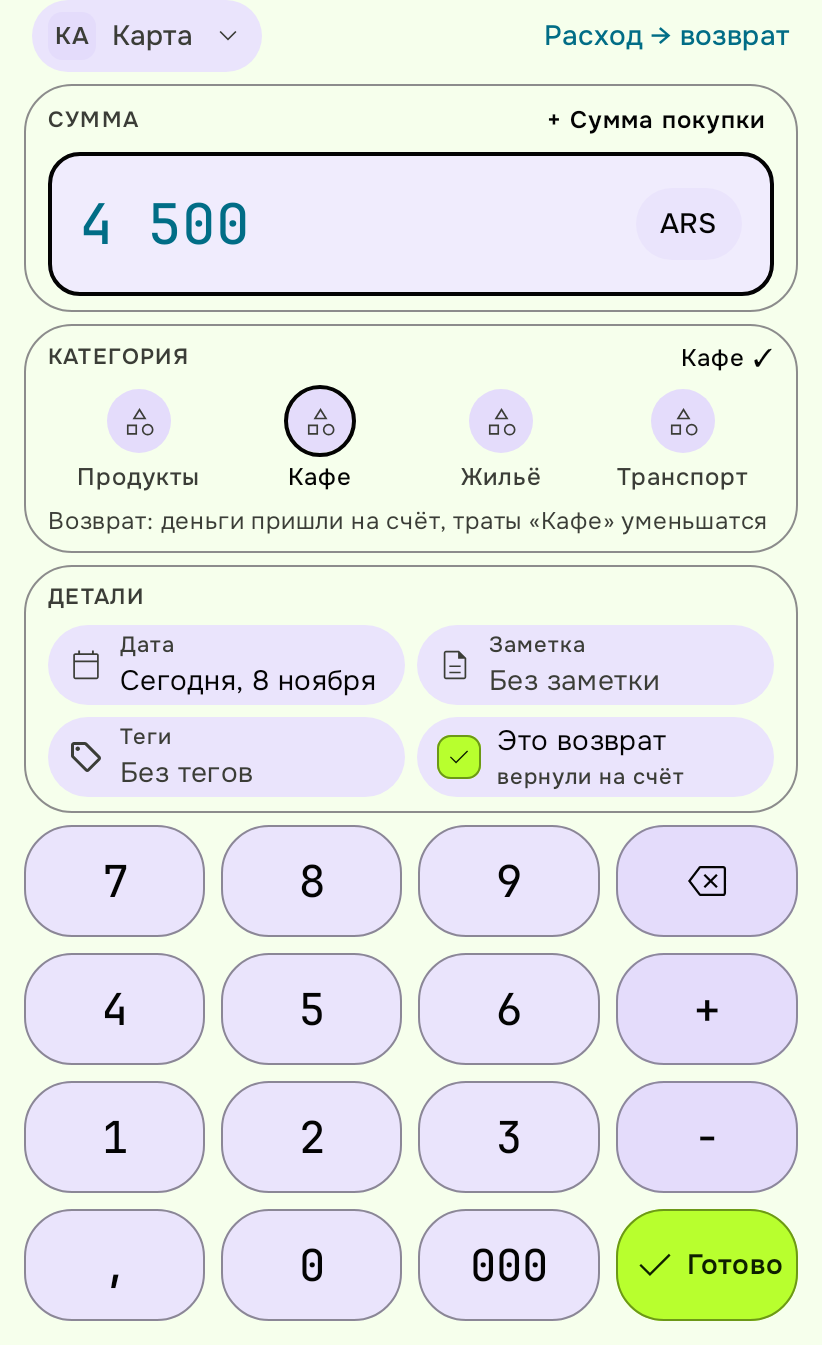 КА Карта
Расход → возврат
СУММА
+ Сумма покупки
4 500
ARS
КАТЕГОРИЯ
Кафе ✓
Продукты
Кафе
Жильё
Транспорт
Возврат: деньги пришли на счёт, траты «Кафе» уменьшатся
ДЕТАЛИ
Дата
Сегодня, 8 ноября
Заметка
Без заметки
Теги
Без тегов
Это возврат
вернули на счёт
7 8 9
4 5 6 +
1 2 3 -
, 0 000 Готово